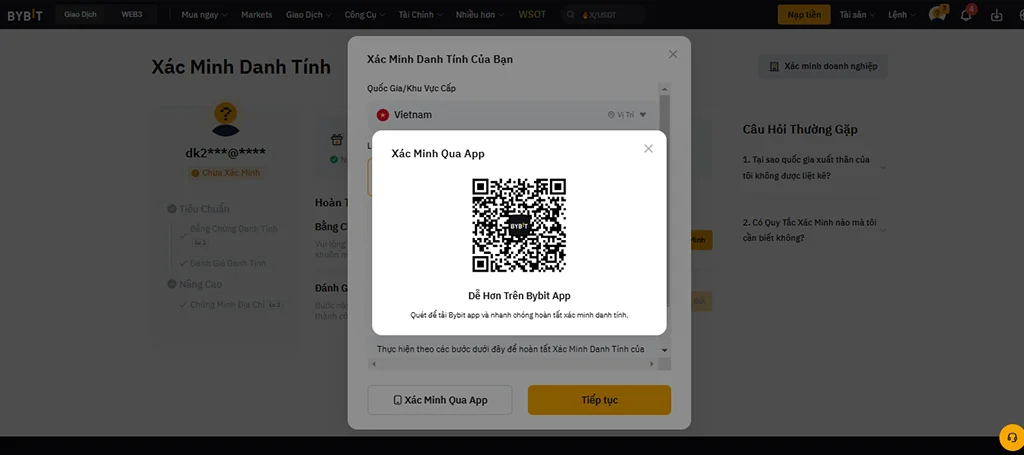 BYBIT
Giao Dịch
WEB3
Mua ngay
Markets
Giao Dịch
Công Cụ
Tài Chính
Nhiều hơn
WSOT
X/USDT
Nạp tiền
Tài sản
Lệnh
4
Xác Minh Danh Tính
Xác minh doanh nghiệp
dk2***@****
Chưa Xác Minh
Tiêu Chuẩn
Bằng Chứng Danh Tính
Lv.1
Đánh Giá Danh Tính
Nâng Cao
Chứng Minh Địa Chỉ
Lv.2
Hoàn T
Bằng C
Đánh G
Xác Minh Danh Tính Của Bạn
Quốc Gia/Khu Vực Cấp
Vietnam
Vị Trí
L
Xác Minh Qua App
BYBIT
Dễ Hơn Trên Bybit App
Quét để tải Bybit app và nhanh chóng hoàn tất xác minh danh tính.
Thực hiện theo các bước dưới đây để hoàn tất Xác Minh Danh Tính của
Xác Minh Qua App
Tiếp tục
Câu Hỏi Thường Gặp
1. Tại sao quốc gia xuất thân của
tôi không được liệt kê?
2. Có Quy Tắc Xác Minh nào mà tôi
cần biết không?